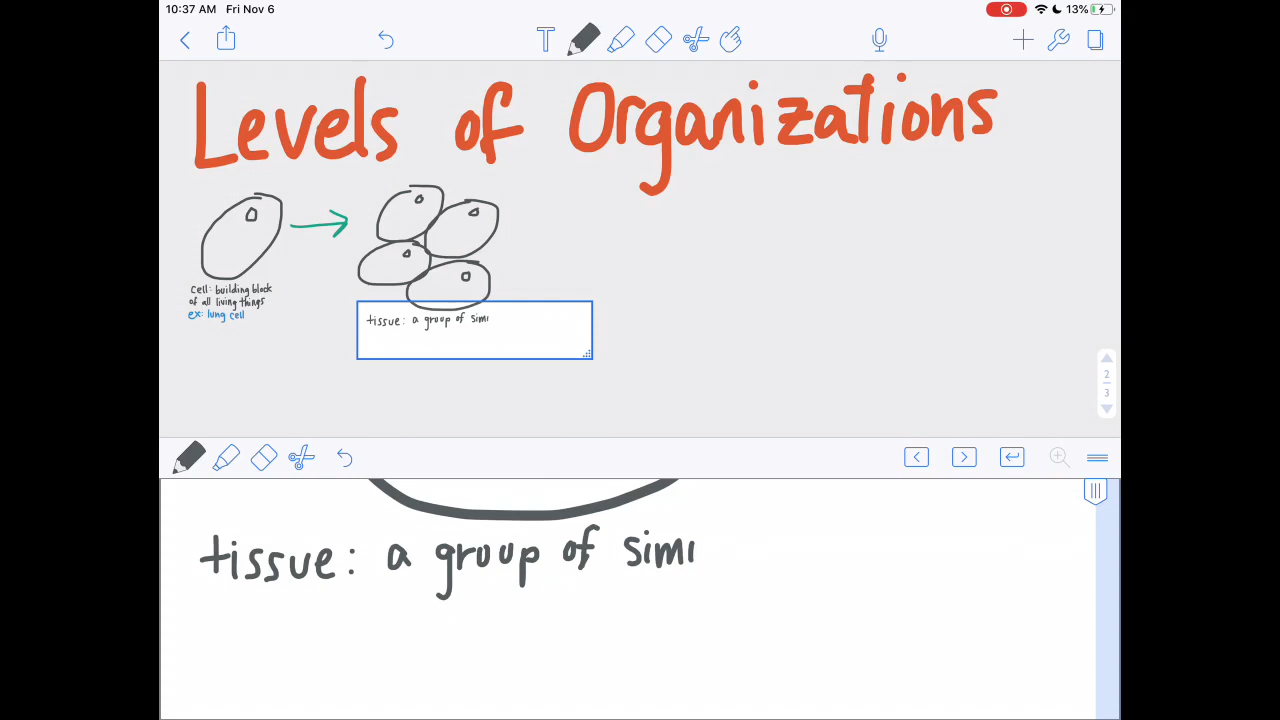 10:37 AM Fri Nov 6
13%
T
Levels of Organizations
cell: building block
of all living things
ex: lung cell
tissue: a group of simi
2
3
tissue: a group of simi